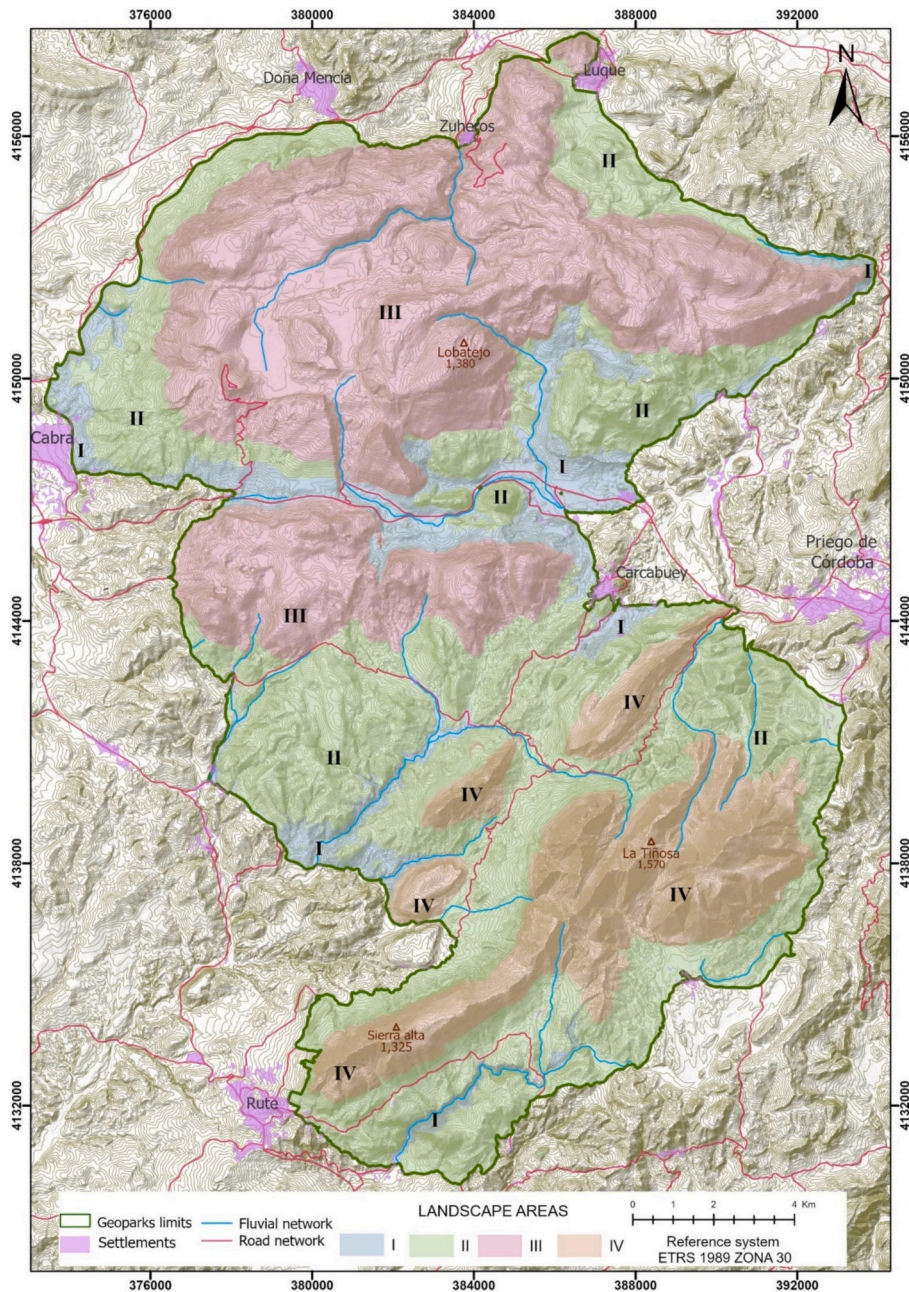 376000 380000 384000 388000 392000
N
Doña Mencia
Luque
Zuheros
4156000 4156000
II
I
III
Lobatejo
1,380
4150000 4150000
II II
Cabra
I I
II
Priego de
Córdoba
Carcabuey
4144000 4144000
III I
IV
II II
IV
I
La Tiñosa
1,570
4138000 4138000
IV IV
Sierra alta
1,325
IV
Rute
4132000 4132000
I
LANDSCAPE AREAS
0 1 2 4 Km
Geoparks limits Fluvial network
Settlements Road network I II III IV
Reference system
ETRS 1989 ZONA 30
376000 380000 384000 388000 392000